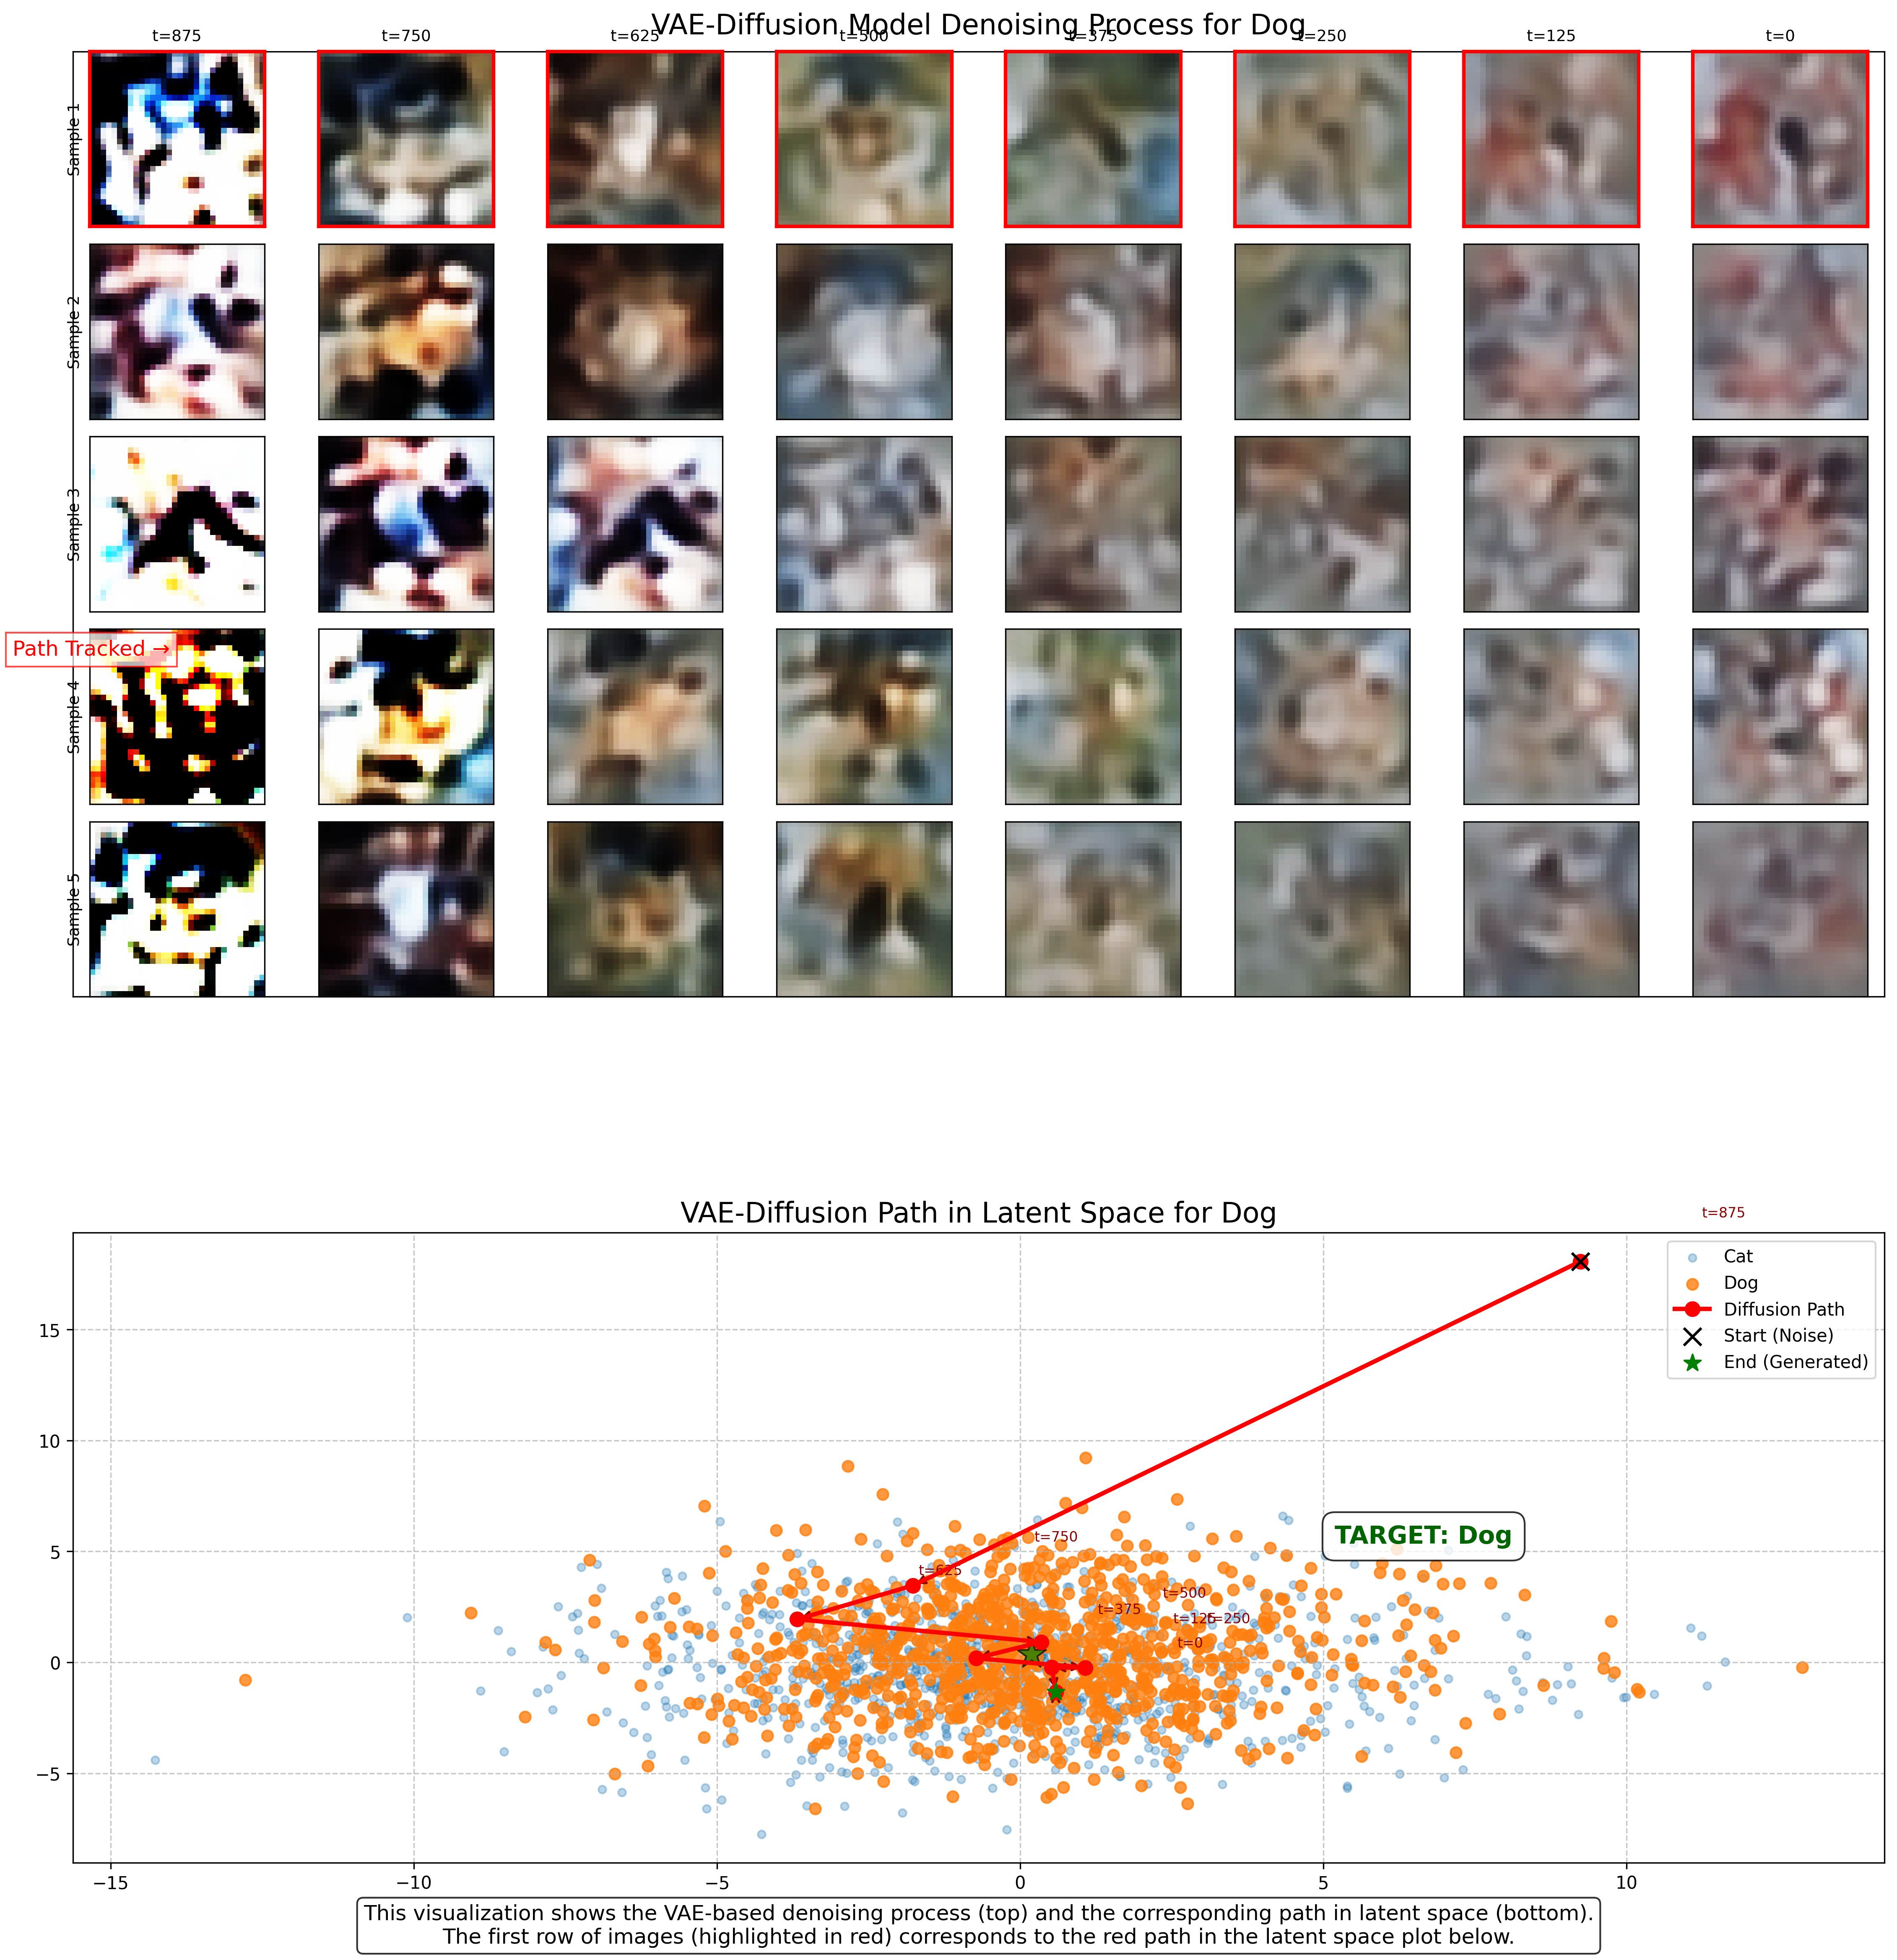 VAE-Diffusion Model Denoising Process for Dog
t=875
t=750
t=625
t=500
t=375
t=250
t=125
t=0
Sample 1
Sample 2
Sample 3
Path Tracked →
Sample 4
Sample 5
VAE-Diffusion Path in Latent Space for Dog
t=875
Cat
Dog
Diffusion Path
Start (Noise)
End (Generated)
15
10
5
0
−5
TARGET: Dog
t=750
t=625
t=500
t=375
t=125
t=250
t=0
−15
−10
−5
0
5
10
This visualization shows the VAE-based denoising process (top) and the corresponding path in latent space (bottom).
The first row of images (highlighted in red) corresponds to the red path in the latent space plot below.